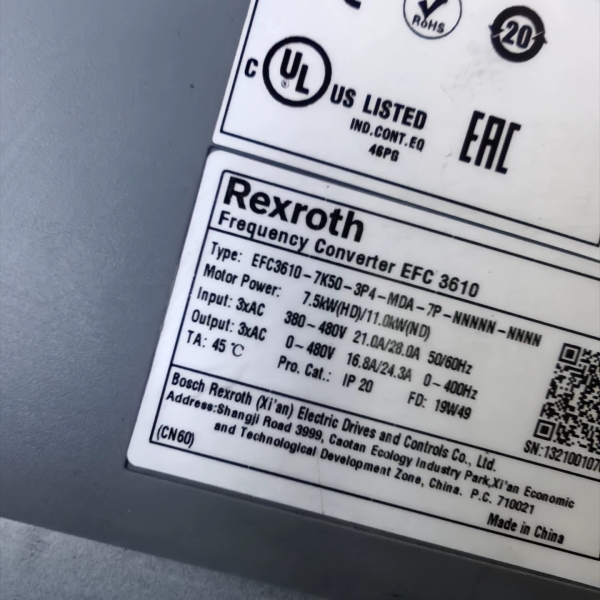 RoHS
20
C UL US LISTED
IND.CONT.EQ
46PG
EAC
Rexroth
Frequency Converter EFC 3610
Type: EFC3610-7K50-3P4-MDA-7P-NNNNN-NNNN
Motor Power: 7.5kW(HD)/11.0kW(ND)
Input: 3xAC 380-480V 21.0A/28.0A 50/60Hz
Output: 3xAC 0-480V 16.8A/24.3A 0-400Hz
TA: 45℃ Pro. Cat.: IP 20 FD: 19W49
Bosch Rexroth (Xi'an) Electric Drives and Controls Co., Ltd.
Address:Shangji Road 3999, Caotan Ecology Industry Park,Xi'an Economic
and Technological Development Zone, China. P.C. 710021
(CN60) Made in China
SN:1321001070